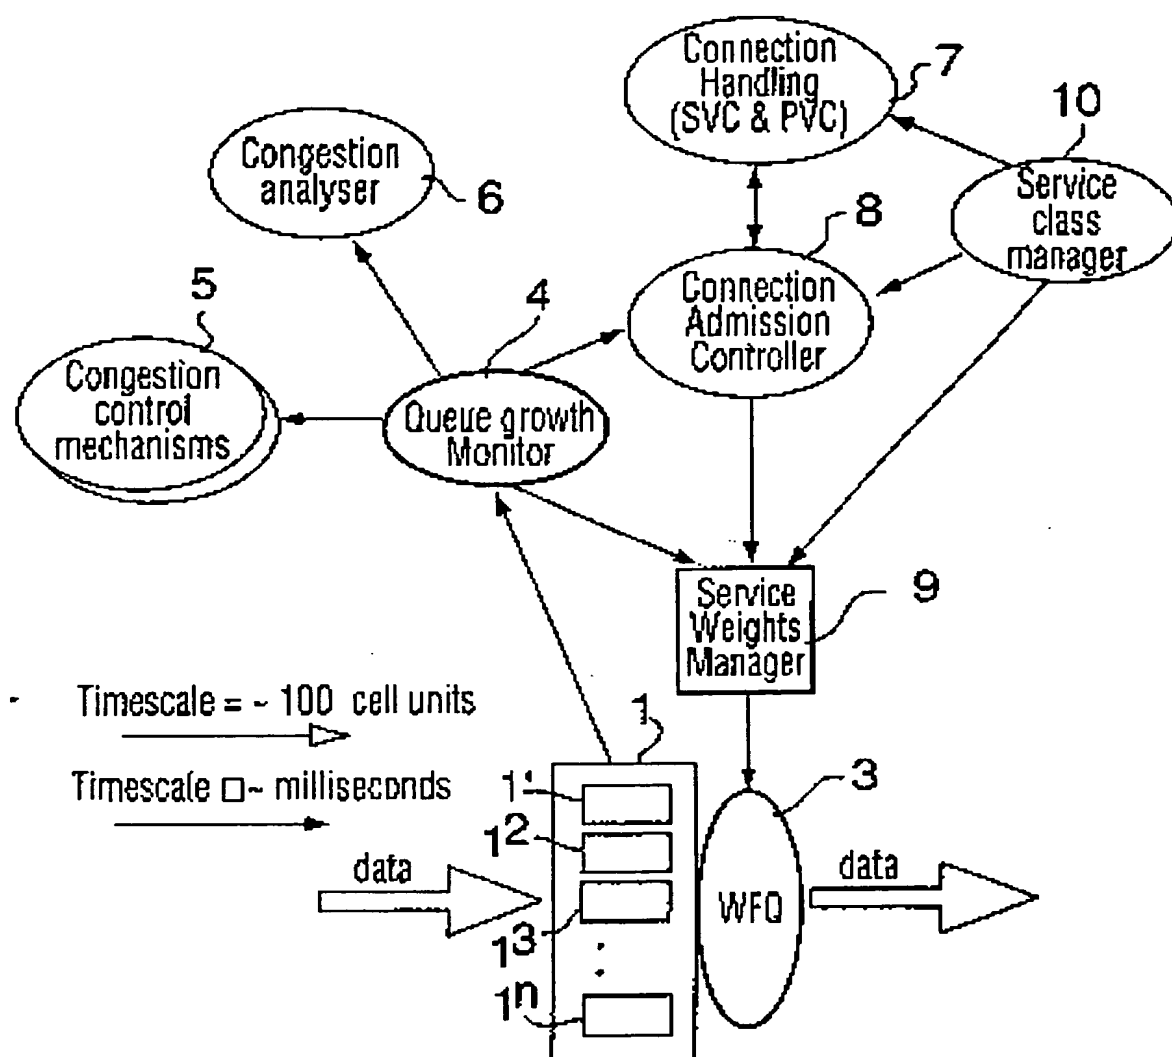 Connection
Handling
(SVC & PVC)
7
10
Congestion
analyser
6
Service
class
manager
8
Connection
Admission
Controller
5
Congestion
control
mechanisms
4
Queue growth
Monitor
Service
Weights
Manager
9
Timescale = ~ 100 cell units
Timescale □~ milliseconds
1
1'
1²
1³
1ⁿ
3
WFQ
data
data